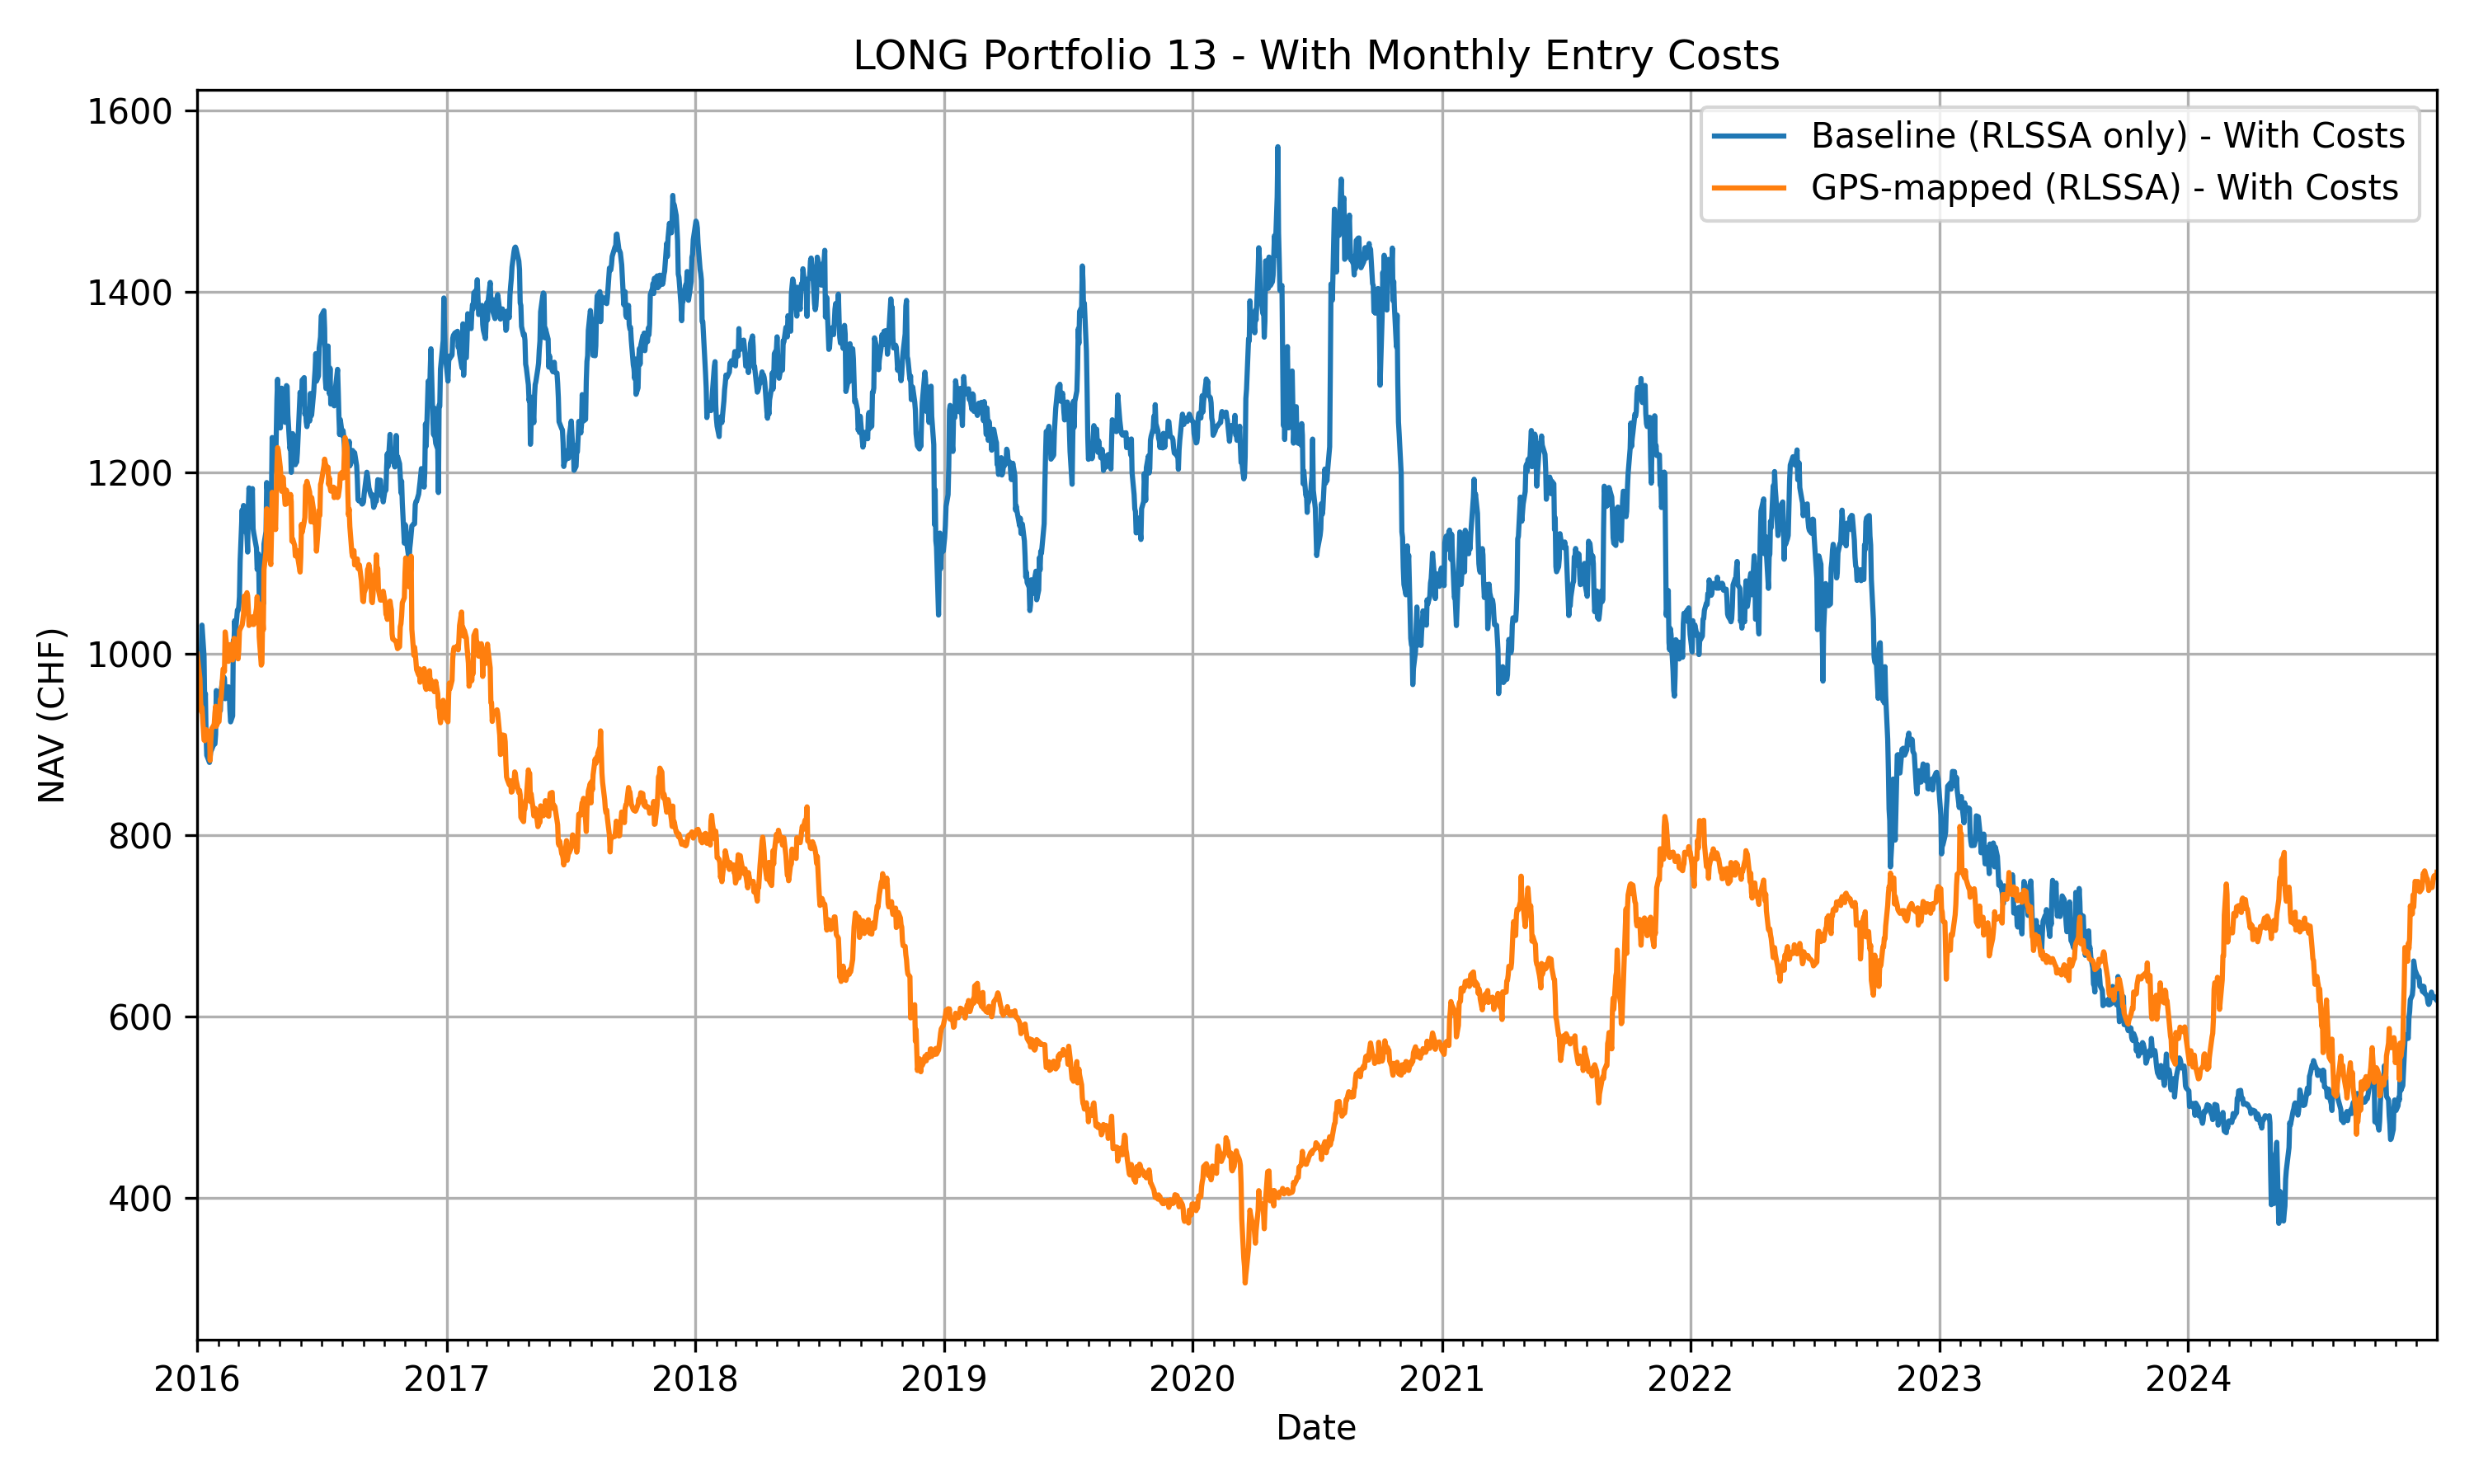 LONG Portfolio 13 - With Monthly Entry Costs
Baseline (RLSSA only) - With Costs
GPS-mapped (RLSSA) - With Costs
NAV (CHF)
1600
1400
1200
1000
800
600
400
2016 2017 2018 2019 2020 2021 2022 2023 2024
Date